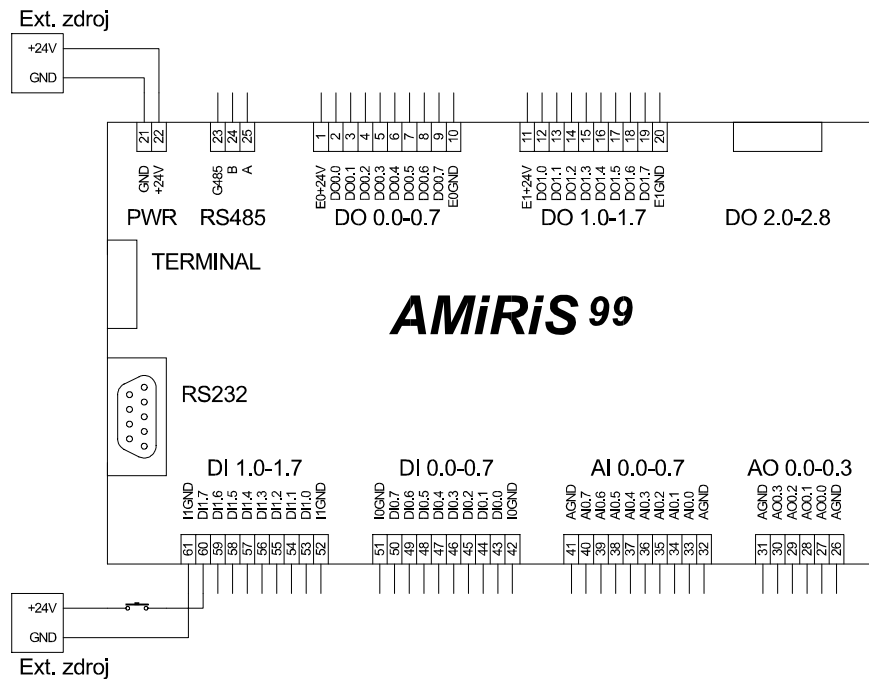 Ext. zdroj
+24V
GND
21 22
23 24 25
1 2 3 4 5 6 7 8 9 10
11 12 13 14 15 16 17 18 19 20
GND +24V
G485 B A
E0+24V DO0.0 DO0.1 DO0.2 DO0.3 DO0.4 DO0.5 DO0.6 DO0.7 E0GND
E1+24V DO1.0 DO1.1 DO1.2 DO1.3 DO1.4 DO1.5 DO1.6 DO1.7 E1GND
PWR RS485 DO 0.0-0.7 DO 1.0-1.7 DO 2.0-2.8
TERMINAL
AMiRiS 99
RS232
DI 1.0-1.7 DI 0.0-0.7 AI 0.0-0.7 AO 0.0-0.3
I1GND DI1.7 DI1.6 DI1.5 DI1.4 DI1.3 DI1.2 DI1.1 DI1.0 I1GND
I0GND DI0.7 DI0.6 DI0.5 DI0.4 DI0.3 DI0.2 DI0.1 DI0.0 I0GND
AGND AI0.7 AI0.6 AI0.5 AI0.4 AI0.3 AI0.2 AI0.1 AI0.0 AGND
AGND AO0.3 AO0.2 AO0.1 AO0.0 AGND
61 60 59 58 57 56 55 54 53 52
51 50 49 48 47 46 45 44 43 42
41 40 39 38 37 36 35 34 33 32
31 30 29 28 27 26
+24V
GND
Ext. zdroj